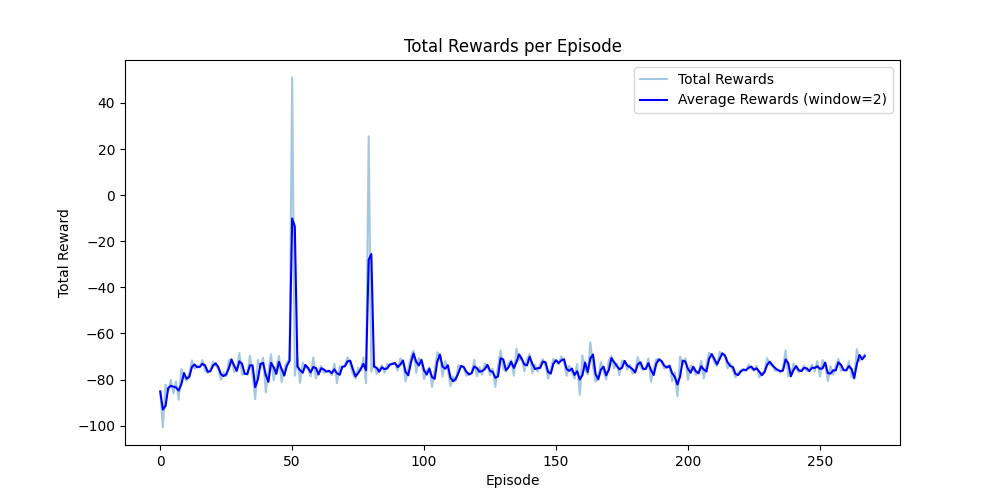 Total Rewards per Episode
Total Rewards
Average Rewards (window=2)
Total Reward
40
20
0
−20
−40
−60
−80
−100
0
50
100
150
200
250
Episode